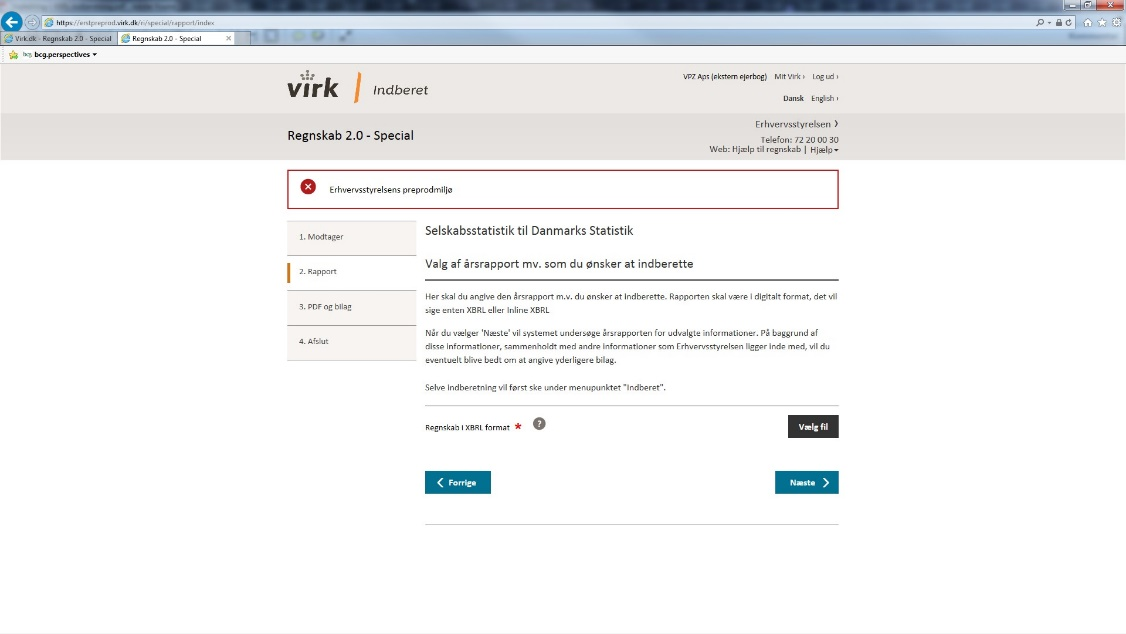 https://erstpreprod.virk.dk/ri/special/rapport/index
Virk.dk - Regnskab 2.0 - Special
Regnskab 2.0 - Special
bcg bcg.perspectives
virk Indberet
VPZ Aps (ekstern ejerbog) Mit Virk › Log ud ›
Dansk English ›
Regnskab 2.0 - Special
Erhvervsstyrelsen ›
Telefon: 72 20 00 30
Web: Hjælp til regnskab | Hjælp
Erhvervsstyrelsens preprodmiljø
1. Modtager
2. Rapport
3. PDF og bilag
4. Afslut
Selskabsstatistik til Danmarks Statistik
Valg af årsrapport mv. som du ønsker at indberette
Her skal du angive den årsrapport m.v. du ønsker at indberette. Rapporten skal være i digitalt format, det vil
sige enten XBRL eller Inline XBRL
Når du vælger 'Næste' vil systemet undersøge årsrapporten for udvalgte informationer. På baggrund af
disse informationer, sammenholdt med andre informationer som Erhvervsstyrelsen ligger inde med, vil du
eventuelt blive bedt om at angive yderligere bilag.
Selve indberetning vil først ske under menupunktet "Indberet".
Regnskab i XBRL format * ?
Vælg fil
Forrige
Næste